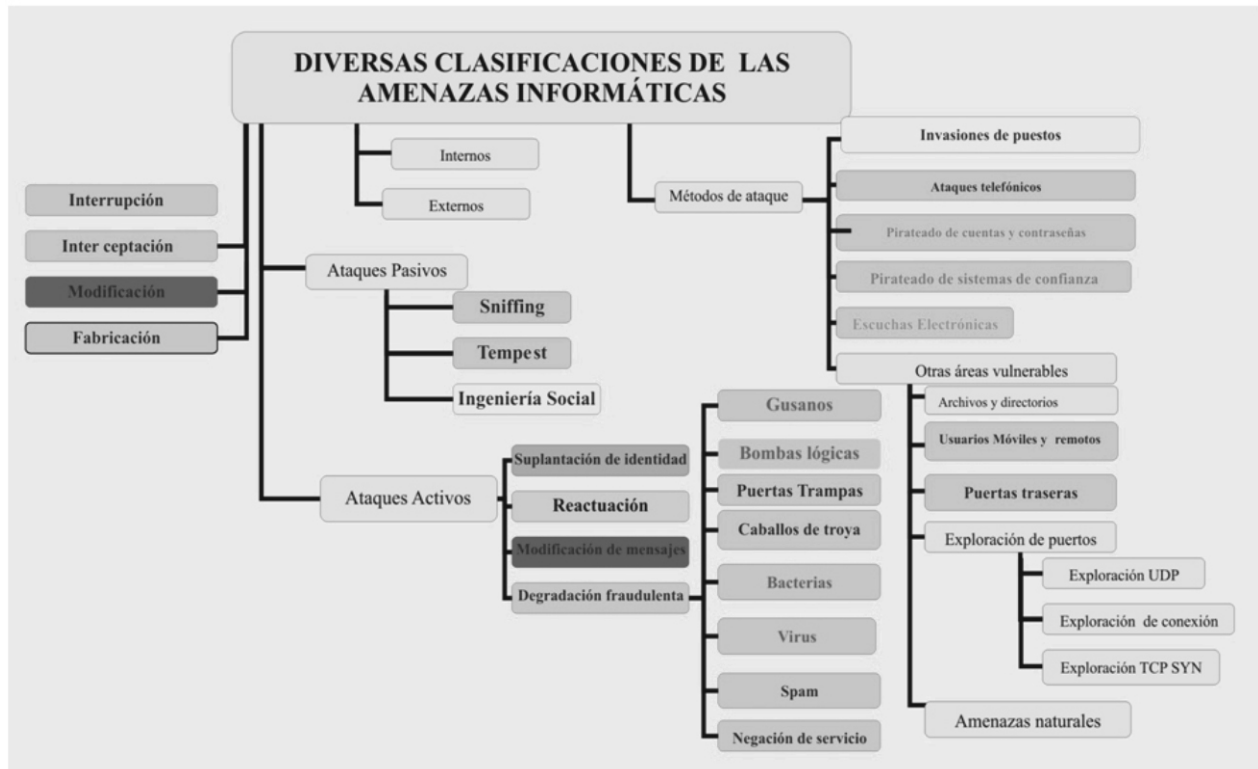 DIVERSAS CLASIFICACIONES DE LAS
AMENAZAS INFORMÁTICAS
Interrupción
Inter ceptación
Modificación
Fabricación
Internos
Externos
Ataques Pasivos
Sniffing
Tempest
Ingeniería Social
Ataques Activos
Suplantación de identidad
Reactuación
Modificación de mensajes
Degradación fraudulenta
Gusanos
Bombas lógicas
Puertas Trampas
Caballos de troya
Bacterias
Virus
Spam
Negación de servicio
Métodos de ataque
Invasiones de puestos
Ataques telefónicos
Pirateado de cuentas y contraseñas
Pirateado de sistemas de confianza
Escuchas Electrónicas
Otras áreas vulnerables
Archivos y directorios
Usuarios Móviles y remotos
Puertas traseras
Exploración de puertos
Exploración UDP
Exploración de conexión
Exploración TCP SYN
Amenazas naturales